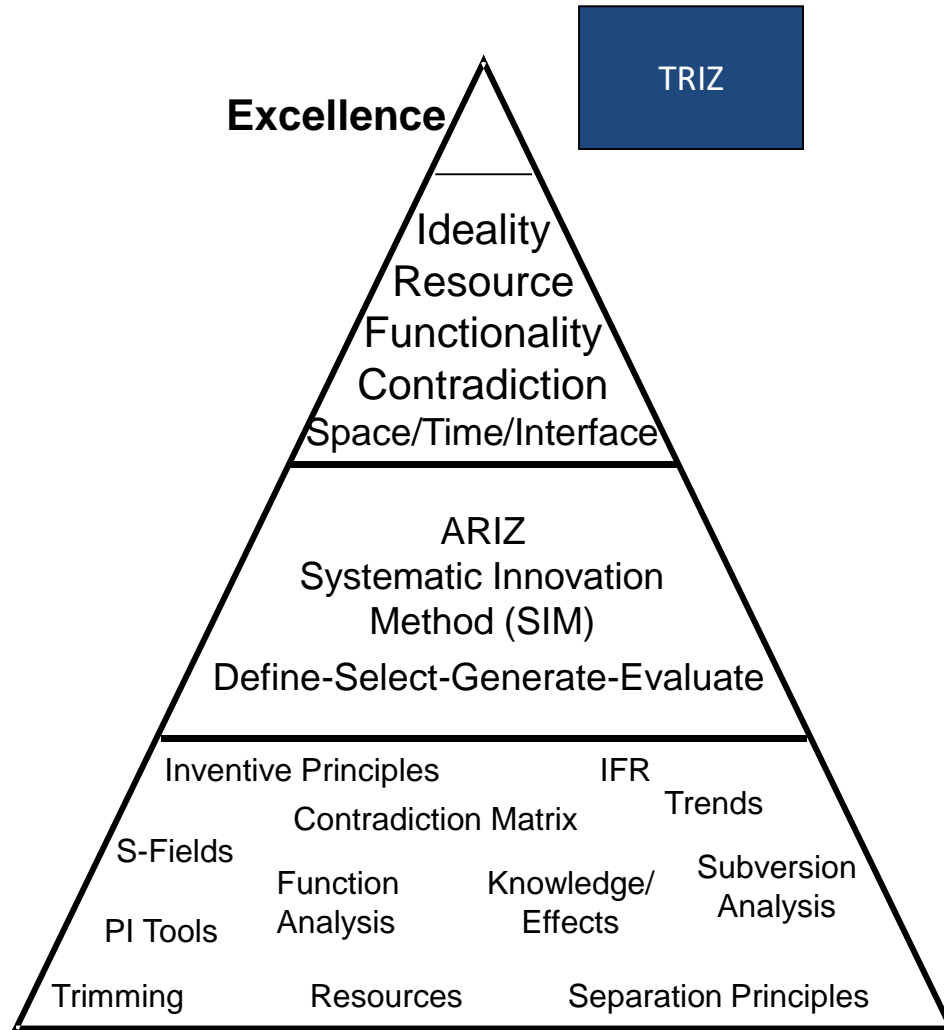 TRIZ
Excellence
Ideality
Resource
Functionality
Contradiction
Space/Time/Interface
ARIZ
Systematic Innovation
Method (SIM)
Define-Select-Generate-Evaluate
Inventive Principles
IFR
Trends
Contradiction Matrix
S-Fields
Function
Analysis
Knowledge/
Effects
Subversion
Analysis
PI Tools
Trimming
Resources
Separation Principles